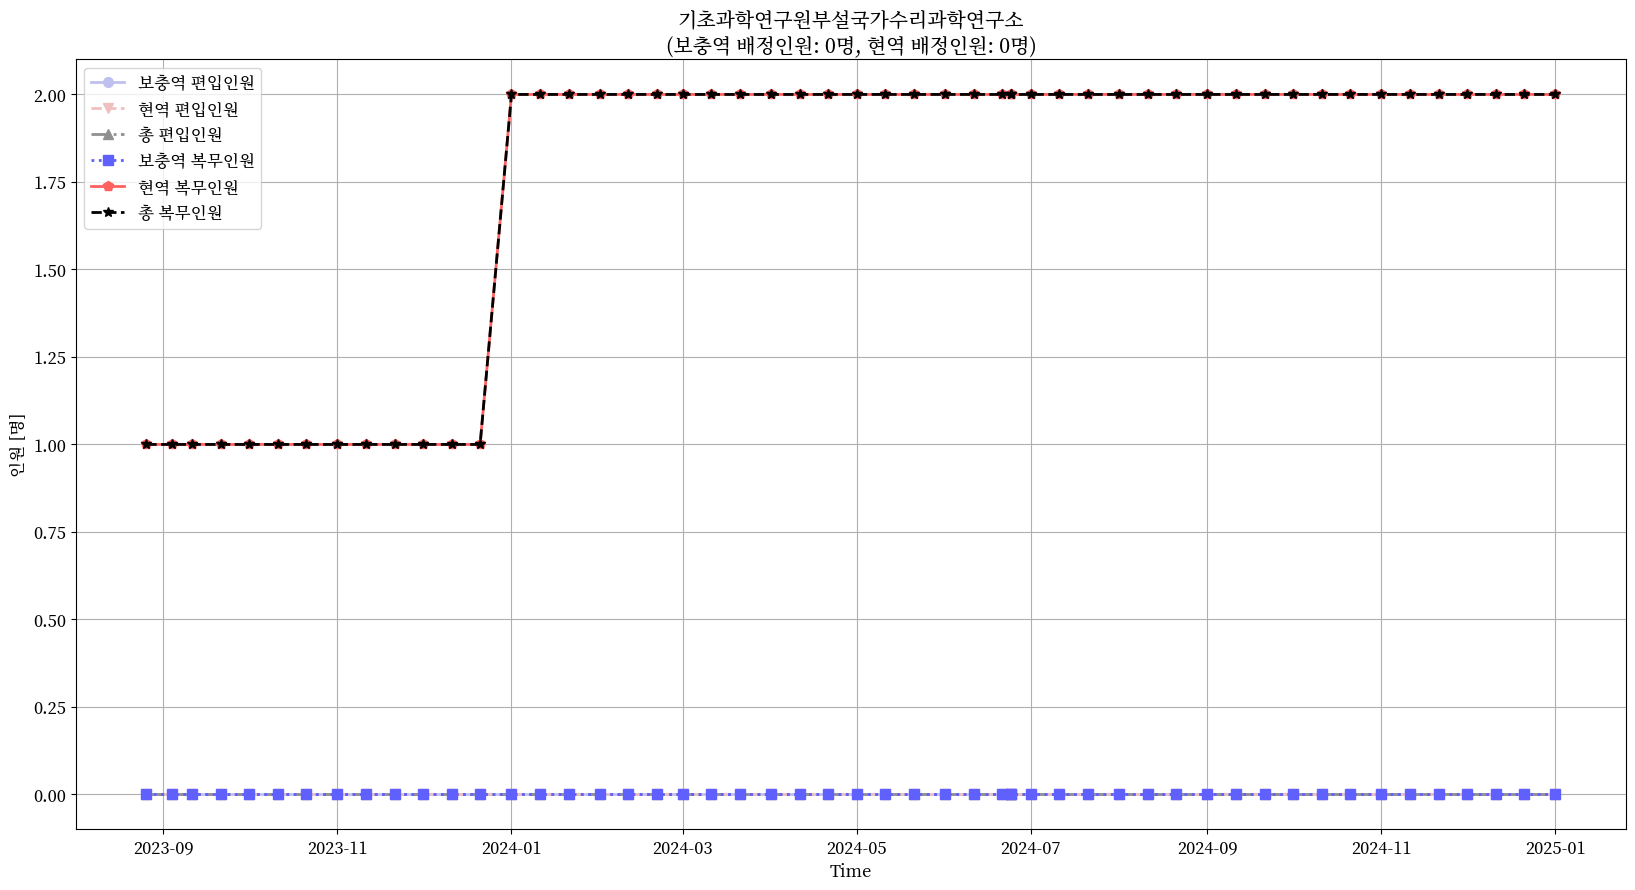 기초과학연구원부설국가수리과학연구소
(보충역 배정인원: 0명, 현역 배정인원: 0명)
보충역 편입인원
현역 편입인원
총 편입인원
보충역 복무인원
현역 복무인원
총 복무인원
2.00
1.75
1.50
1.25
1.00
0.75
0.50
0.25
0.00
인원 [명]
2023-09 2023-11 2024-01 2024-03 2024-05 2024-07 2024-09 2024-11 2025-01
Time